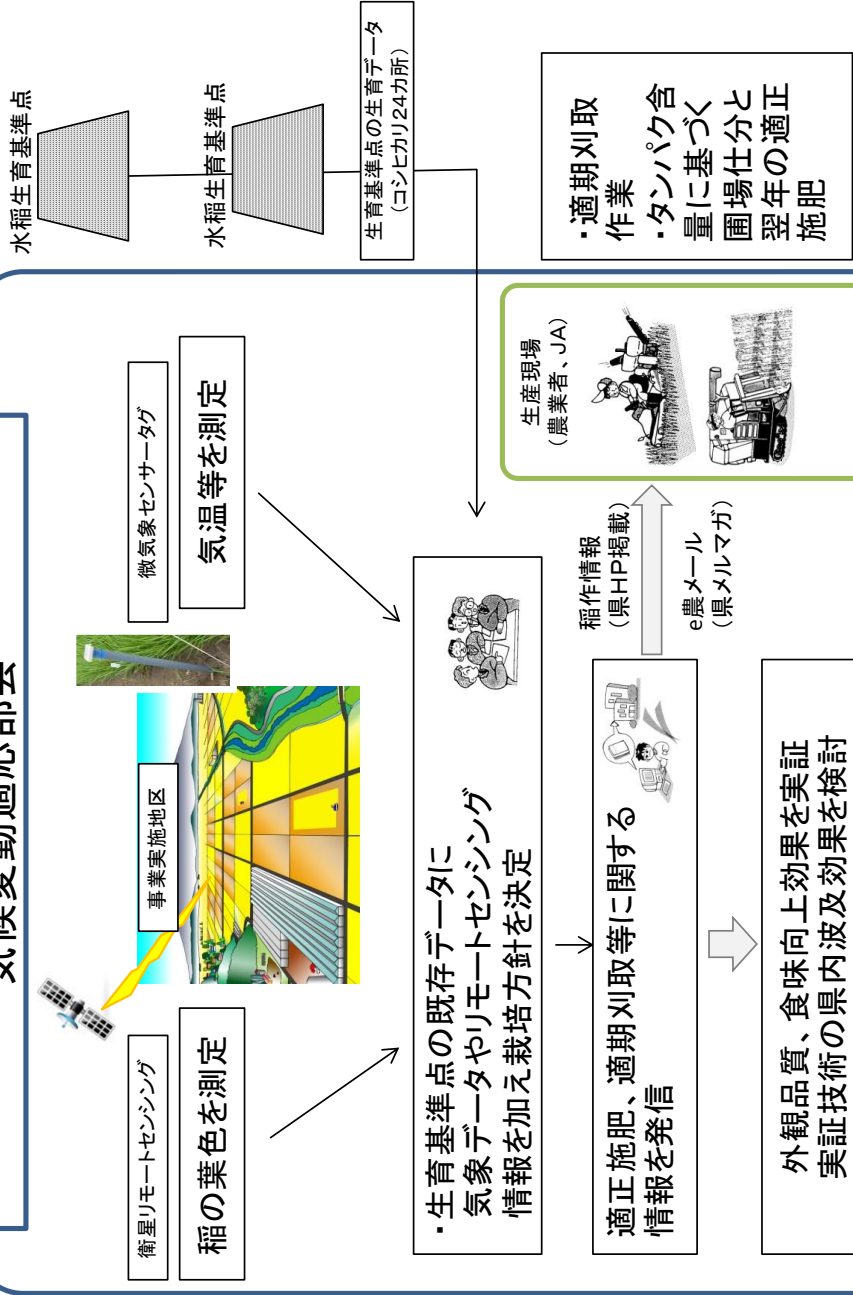 気候変動適応部会
衛星リモートセンシング
稲の葉色を測定
事業実施地区
微気象センサータグ
気温等を測定
水稲生育基準点
水稲生育基準点
生育基準点の生育データ
(コシヒカリ24カ所)
・生育基準点の既存データに
気象データやリモートセンシング
情報を加え栽培方針を決定
適正施肥、適期刈取等に関する
情報を発信
稲作情報
(県HP掲載)
e農メール
(県メルマガ)
生産現場
(農業者、JA)
・適期刈取
作業
・タンパク含
量に基づく
圃場仕分と
翌年の適正
施肥
外観品質、食味向上効果を実証
実証技術の県内波及効果を検討